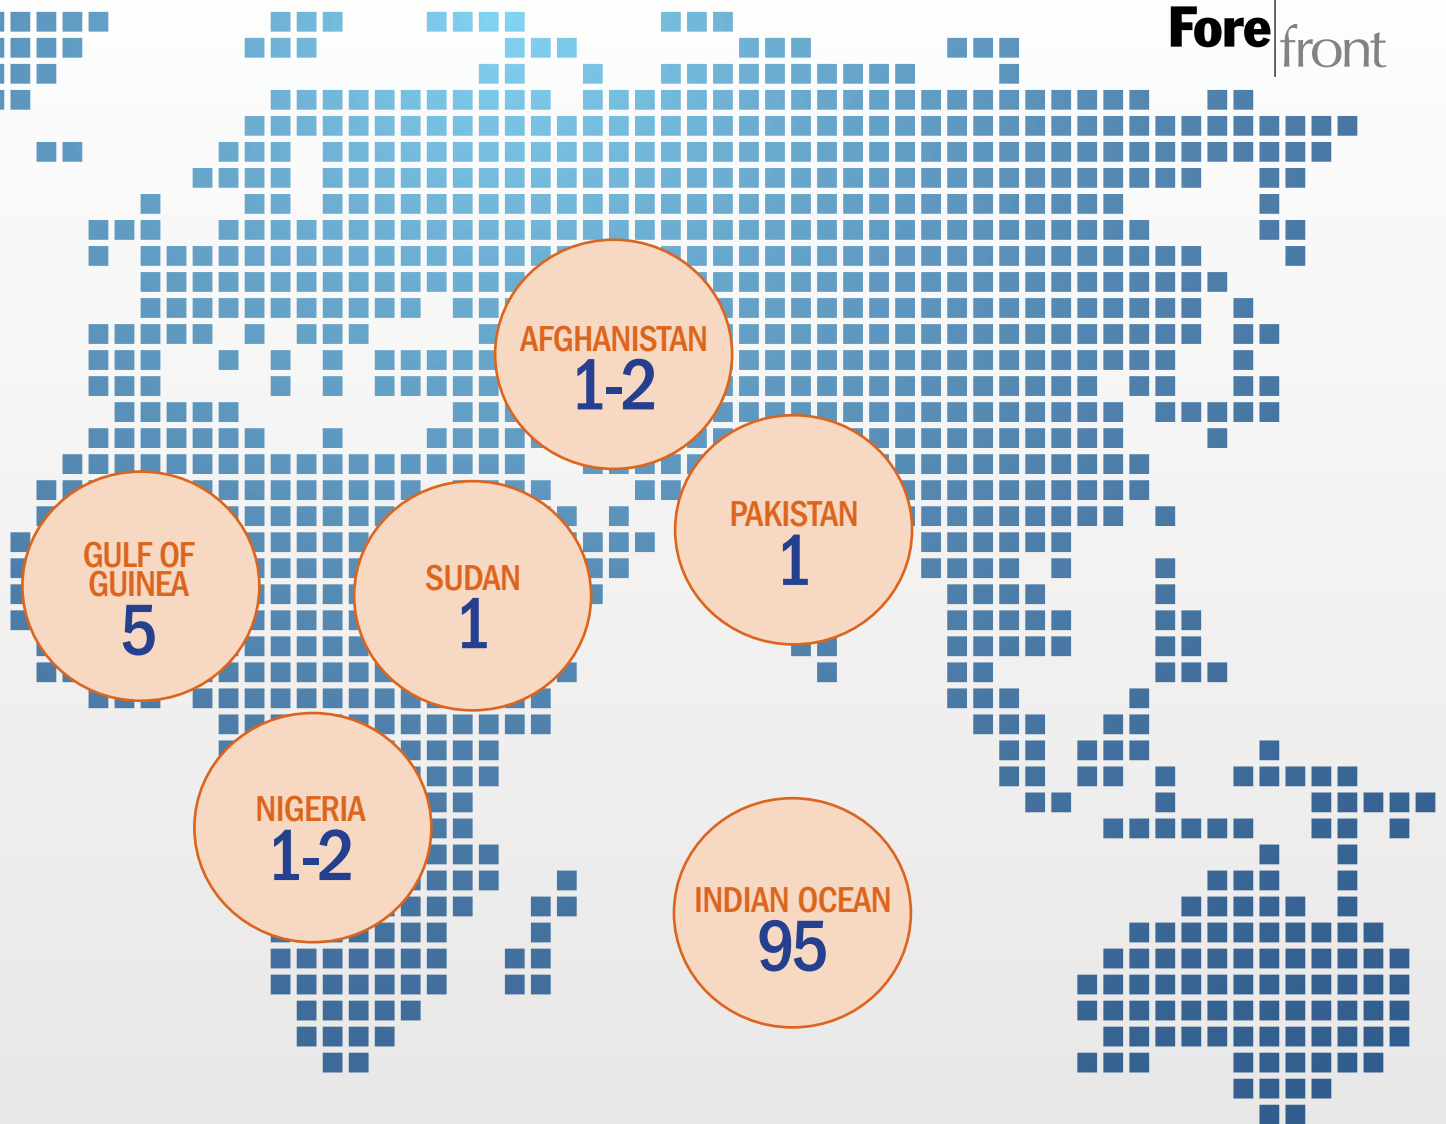 Fore front
AFGHANISTAN
1-2
PAKISTAN
1
GULF OF
GUINEA
5
SUDAN
1
NIGERIA
1-2
INDIAN OCEAN
95